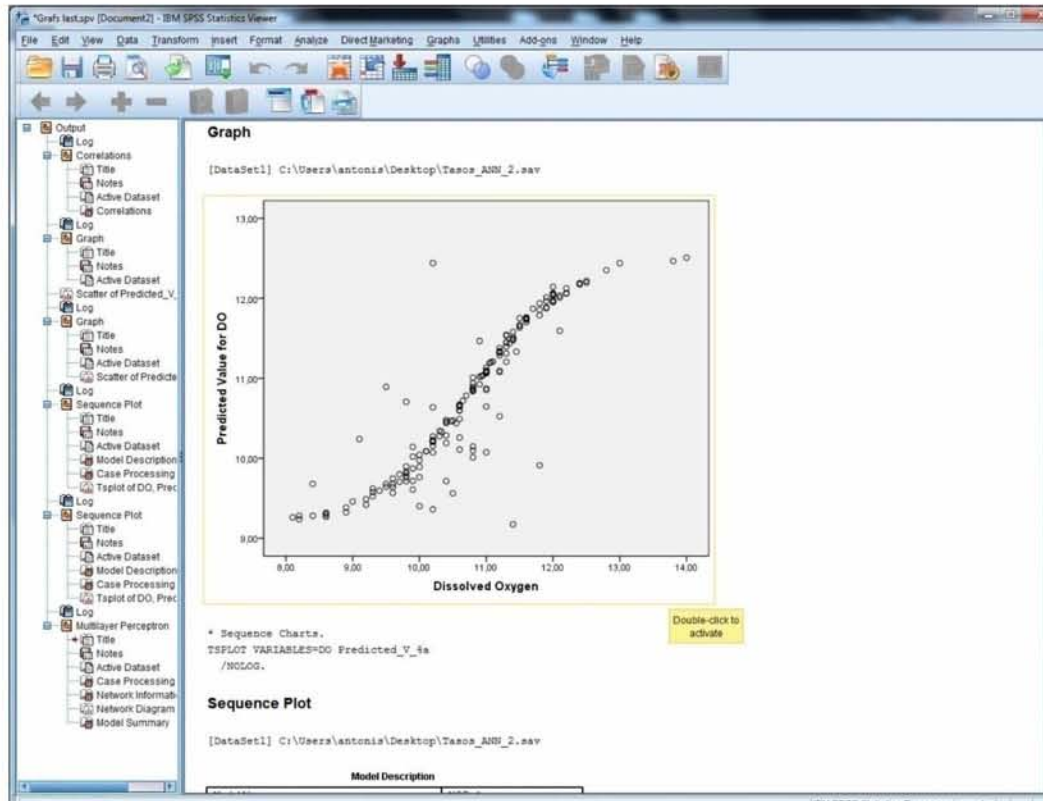 *Grafs last.spv [Document2] - IBM SPSS Statistics Viewer
File Edit View Data Transform Insert Format Analyze Direct Marketing Graphs Utilities Add-ons Window Help
Output
Log
Correlations
Title
Notes
Active Dataset
Correlations
Log
Graph
Title
Notes
Active Dataset
Scatter of Predicted_V_
Log
Graph
Title
Notes
Active Dataset
Scatter of Predicte
Log
Sequence Plot
Title
Notes
Active Dataset
Model Description
Case Processing
Tsplot of DO, Prec
Log
Sequence Plot
Title
Notes
Active Dataset
Model Description
Case Processing
Tsplot of DO, Prec
Log
Multilayer Perceptron
Title
Notes
Active Dataset
Case Processing
Network Informati
Network Diagram
Model Summary
Graph
[DataSet1] C:\Users\antonis\Desktop\Tasos_ANN_2.sav
13,00
12,00
11,00
10,00
9,00
Predicted Value for DO
8,00 9,00 10,00 11,00 12,00 13,00 14,00
Dissolved Oxygen
Double-click to
activate
* Sequence Charts.
TSPLOT VARIABLES=DO Predicted_V_6a
/NOLOG.
Sequence Plot
[DataSet1] C:\Users\antonis\Desktop\Tasos_ANN_2.sav
Model Description